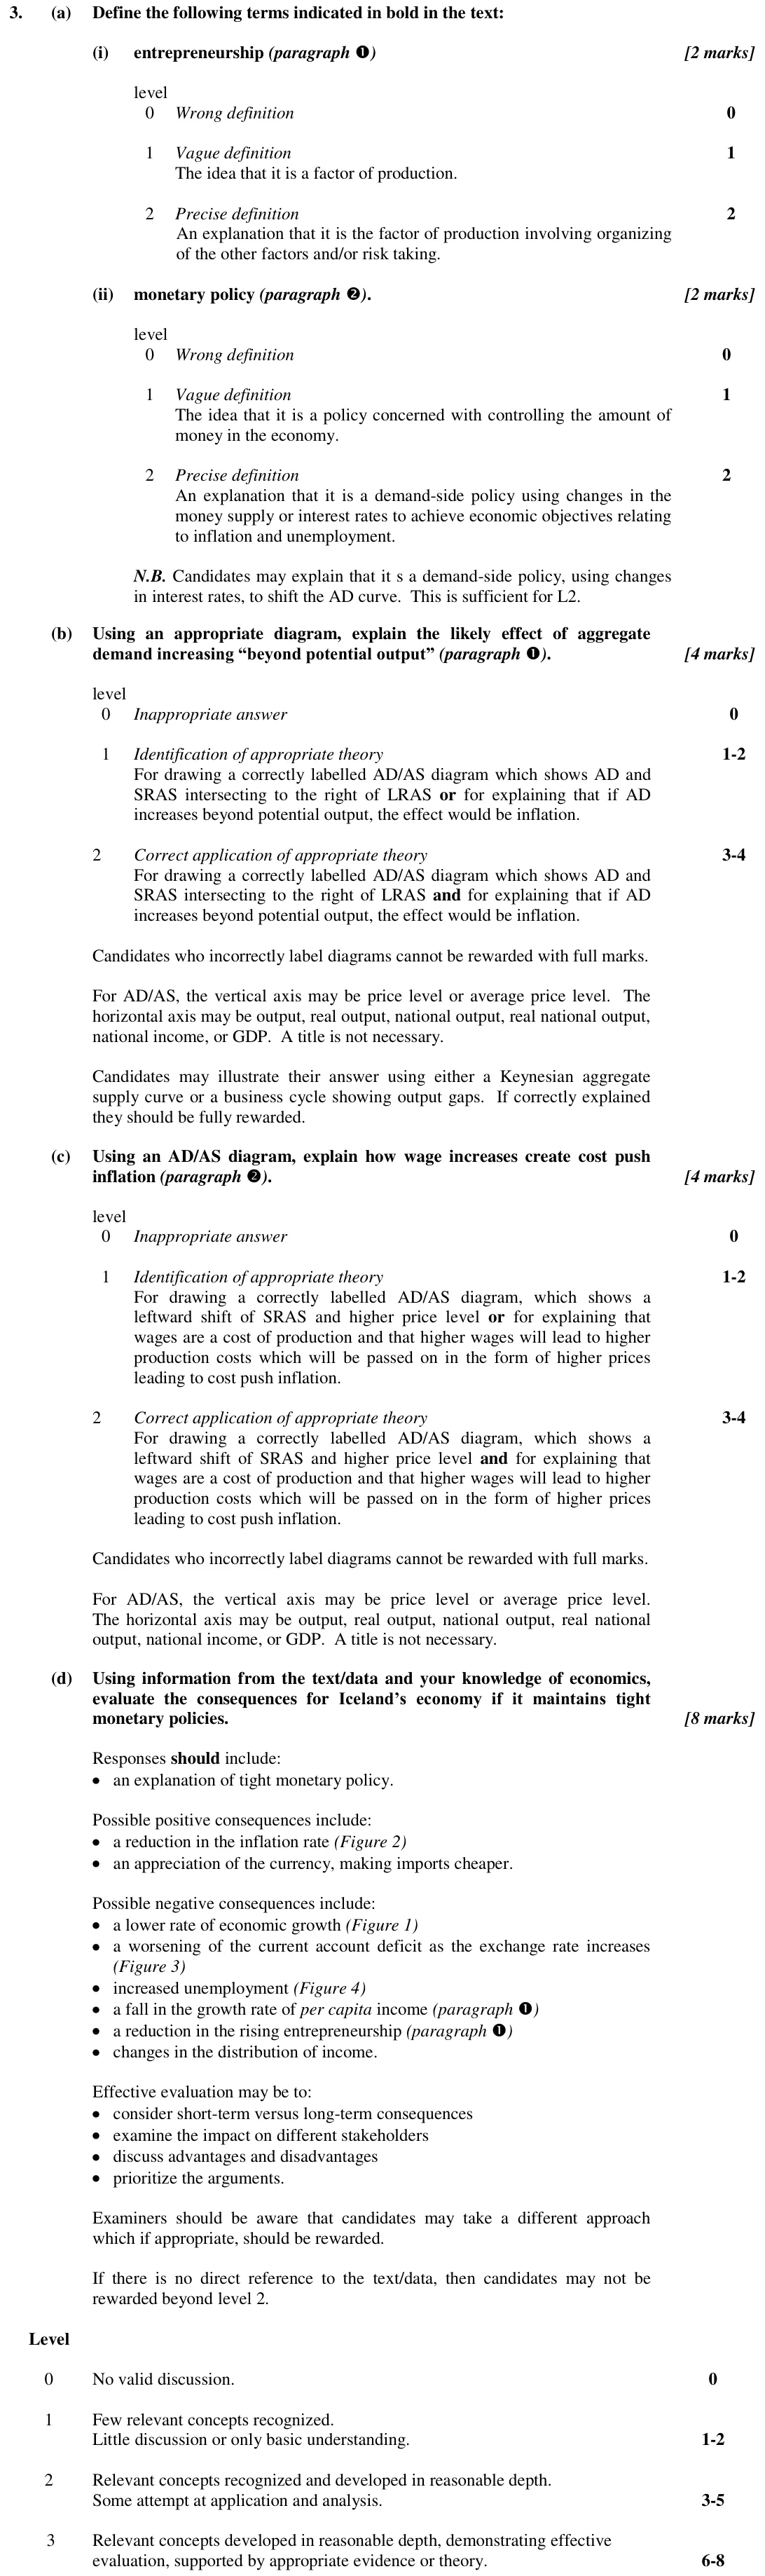 3. (a) Define the following terms indicated in bold in the text:
(i) entrepreneurship (paragraph ❶) [2 marks]
level
0 Wrong definition 0
1 Vague definition 1
The idea that it is a factor of production.
2 Precise definition 2
An explanation that it is the factor of production involving organizing
of the other factors and/or risk taking.
(ii) monetary policy (paragraph ❷). [2 marks]
level
0 Wrong definition 0
1 Vague definition 1
The idea that it is a policy concerned with controlling the amount of
money in the economy.
2 Precise definition 2
An explanation that it is a demand-side policy using changes in the
money supply or interest rates to achieve economic objectives relating
to inflation and unemployment.
N.B. Candidates may explain that it s a demand-side policy, using changes
in interest rates, to shift the AD curve. This is sufficient for L2.
(b) Using an appropriate diagram, explain the likely effect of aggregate
demand increasing “beyond potential output” (paragraph ❶). [4 marks]
level
0 Inappropriate answer 0
1 Identification of appropriate theory 1-2
For drawing a correctly labelled AD/AS diagram which shows AD and
SRAS intersecting to the right of LRAS or for explaining that if AD
increases beyond potential output, the effect would be inflation.
2 Correct application of appropriate theory 3-4
For drawing a correctly labelled AD/AS diagram which shows AD and
SRAS intersecting to the right of LRAS and for explaining that if AD
increases beyond potential output, the effect would be inflation.
Candidates who incorrectly label diagrams cannot be rewarded with full marks.
For AD/AS, the vertical axis may be price level or average price level. The
horizontal axis may be output, real output, national output, real national output,
national income, or GDP. A title is not necessary.
Candidates may illustrate their answer using either a Keynesian aggregate
supply curve or a business cycle showing output gaps. If correctly explained
they should be fully rewarded.
(c) Using an AD/AS diagram, explain how wage increases create cost push
inflation (paragraph ❷). [4 marks]
level
0 Inappropriate answer 0
1 Identification of appropriate theory 1-2
For drawing a correctly labelled AD/AS diagram, which shows a
leftward shift of SRAS and higher price level or for explaining that
wages are a cost of production and that higher wages will lead to higher
production costs which will be passed on in the form of higher prices
leading to cost push inflation.
2 Correct application of appropriate theory 3-4
For drawing a correctly labelled AD/AS diagram, which shows a
leftward shift of SRAS and higher price level and for explaining that
wages are a cost of production and that higher wages will lead to higher
production costs which will be passed on in the form of higher prices
leading to cost push inflation.
Candidates who incorrectly label diagrams cannot be rewarded with full marks.
For AD/AS, the vertical axis may be price level or average price level.
The horizontal axis may be output, real output, national output, real national
output, national income, or GDP. A title is not necessary.
(d) Using information from the text/data and your knowledge of economics,
evaluate the consequences for Iceland’s economy if it maintains tight
monetary policies. [8 marks]
Responses should include:
• an explanation of tight monetary policy.
Possible positive consequences include:
• a reduction in the inflation rate (Figure 2)
• an appreciation of the currency, making imports cheaper.
Possible negative consequences include:
• a lower rate of economic growth (Figure 1)
• a worsening of the current account deficit as the exchange rate increases
(Figure 3)
• increased unemployment (Figure 4)
• a fall in the growth rate of per capita income (paragraph ❶)
• a reduction in the rising entrepreneurship (paragraph ❶)
• changes in the distribution of income.
Effective evaluation may be to:
• consider short-term versus long-term consequences
• examine the impact on different stakeholders
• discuss advantages and disadvantages
• prioritize the arguments.
Examiners should be aware that candidates may take a different approach
which if appropriate, should be rewarded.
If there is no direct reference to the text/data, then candidates may not be
rewarded beyond level 2.
Level
0 No valid discussion. 0
1 Few relevant concepts recognized.
Little discussion or only basic understanding. 1-2
2 Relevant concepts recognized and developed in reasonable depth.
Some attempt at application and analysis. 3-5
3 Relevant concepts developed in reasonable depth, demonstrating effective
evaluation, supported by appropriate evidence or theory. 6-8